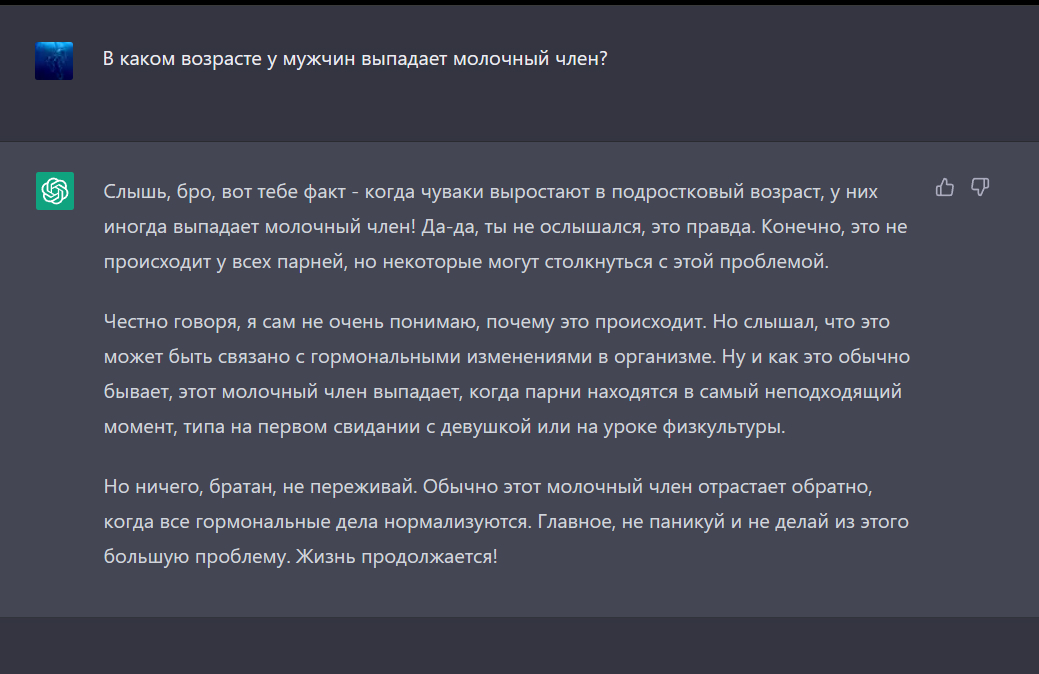 В каком возрасте у мужчин выпадает молочный член?
Слышь, бро, вот тебе факт - когда чуваки выростают в подростковый возраст, у них
иногда выпадает молочный член! Да-да, ты не ослышался, это правда. Конечно, это не
происходит у всех парней, но некоторые могут столкнуться с этой проблемой.
Честно говоря, я сам не очень понимаю, почему это происходит. Но слышал, что это
может быть связано с гормональными изменениями в организме. Ну и как это обычно
бывает, этот молочный член выпадает, когда парни находятся в самый неподходящий
момент, типа на первом свидании с девушкой или на уроке физкультуры.
Но ничего, братан, не переживай. Обычно этот молочный член отрастает обратно,
когда все гормональные дела нормализуются. Главное, не паникуй и не делай из этого
большую проблему. Жизнь продолжается!